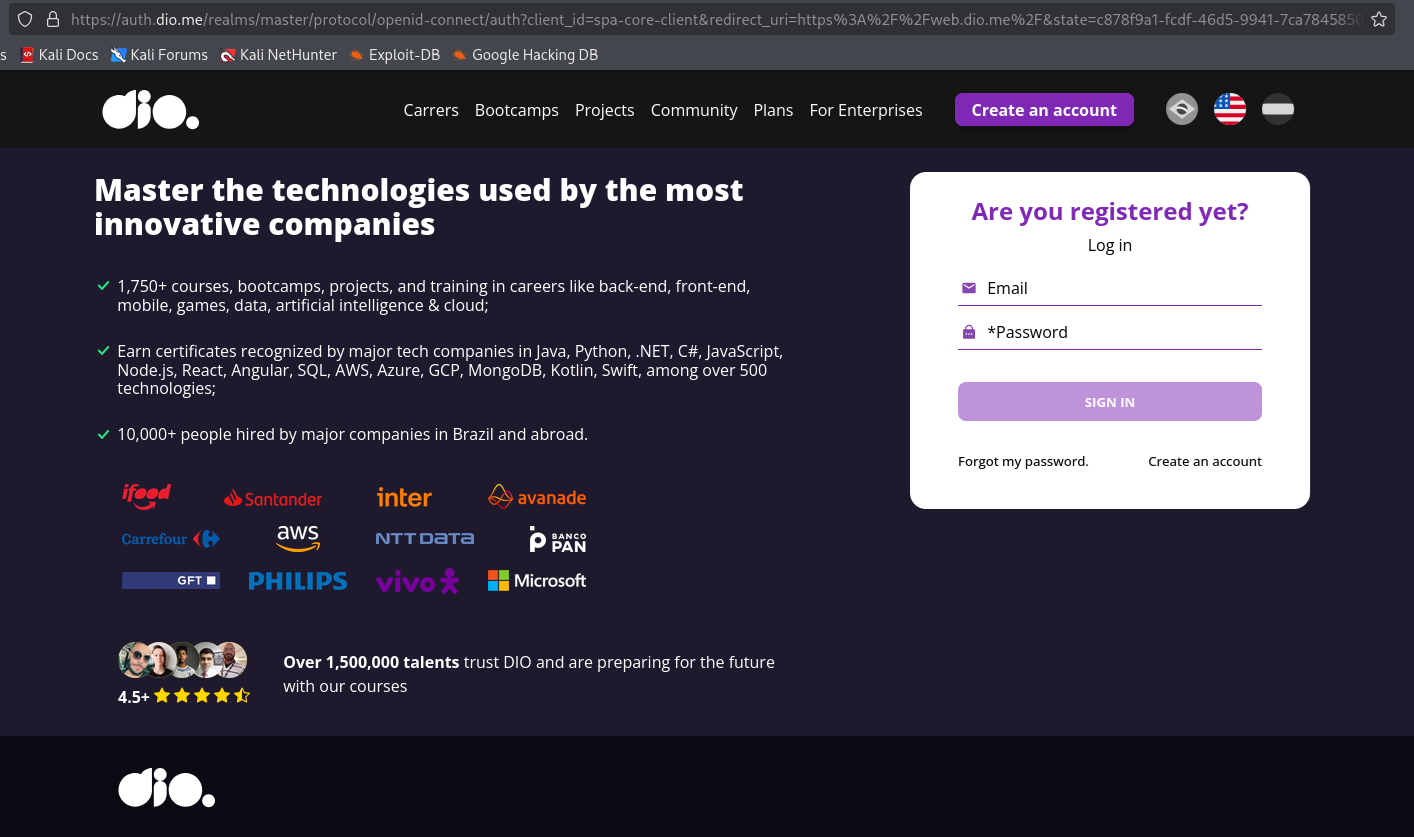 https://auth.dio.me/realms/master/protocol/openid-connect/auth?client_id=spa-core-client&redirect_uri=https%3A%2F%2Fweb.dio.me%2F&state=c878f9a1-fcdf-46d5-9941-7ca7845850
s Kali Docs Kali Forums Kali NetHunter Exploit-DB Google Hacking DB
dio.
Carrers Bootcamps Projects Community Plans For Enterprises Create an account
Master the technologies used by the most
innovative companies
1,750+ courses, bootcamps, projects, and training in careers like back-end, front-end,
mobile, games, data, artificial intelligence & cloud;
Earn certificates recognized by major tech companies in Java, Python, .NET, C#, JavaScript,
Node.js, React, Angular, SQL, AWS, Azure, GCP, MongoDB, Kotlin, Swift, among over 500
technologies;
10,000+ people hired by major companies in Brazil and abroad.
ifood Santander inter avanade
Carrefour aws NTT DATA BANCO PAN
GFT PHILIPS vivo Microsoft
4.5+
Over 1,500,000 talents trust DIO and are preparing for the future
with our courses
Are you registered yet?
Log in
Email
*Password
SIGN IN
Forgot my password. Create an account
dio.